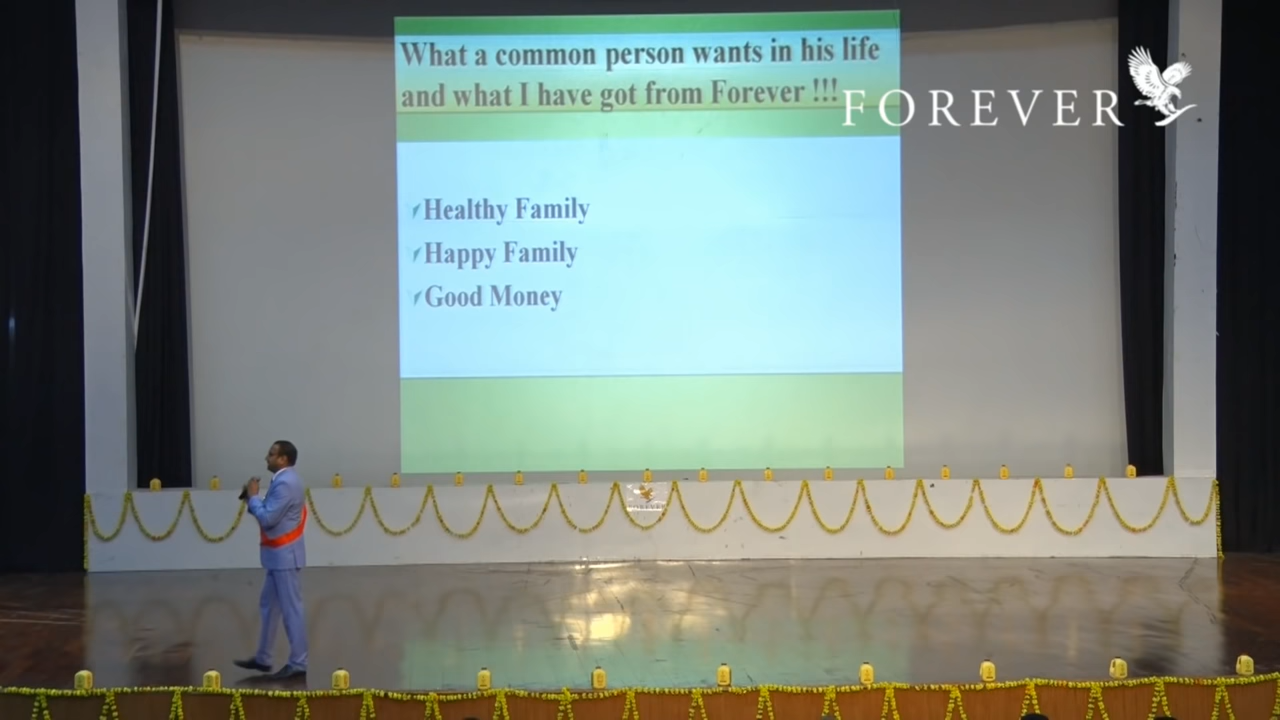 What a common person wants in his life
and what I have got from Forever !!!
FOREVER
Healthy Family
Happy Family
Good Money
FOREVER